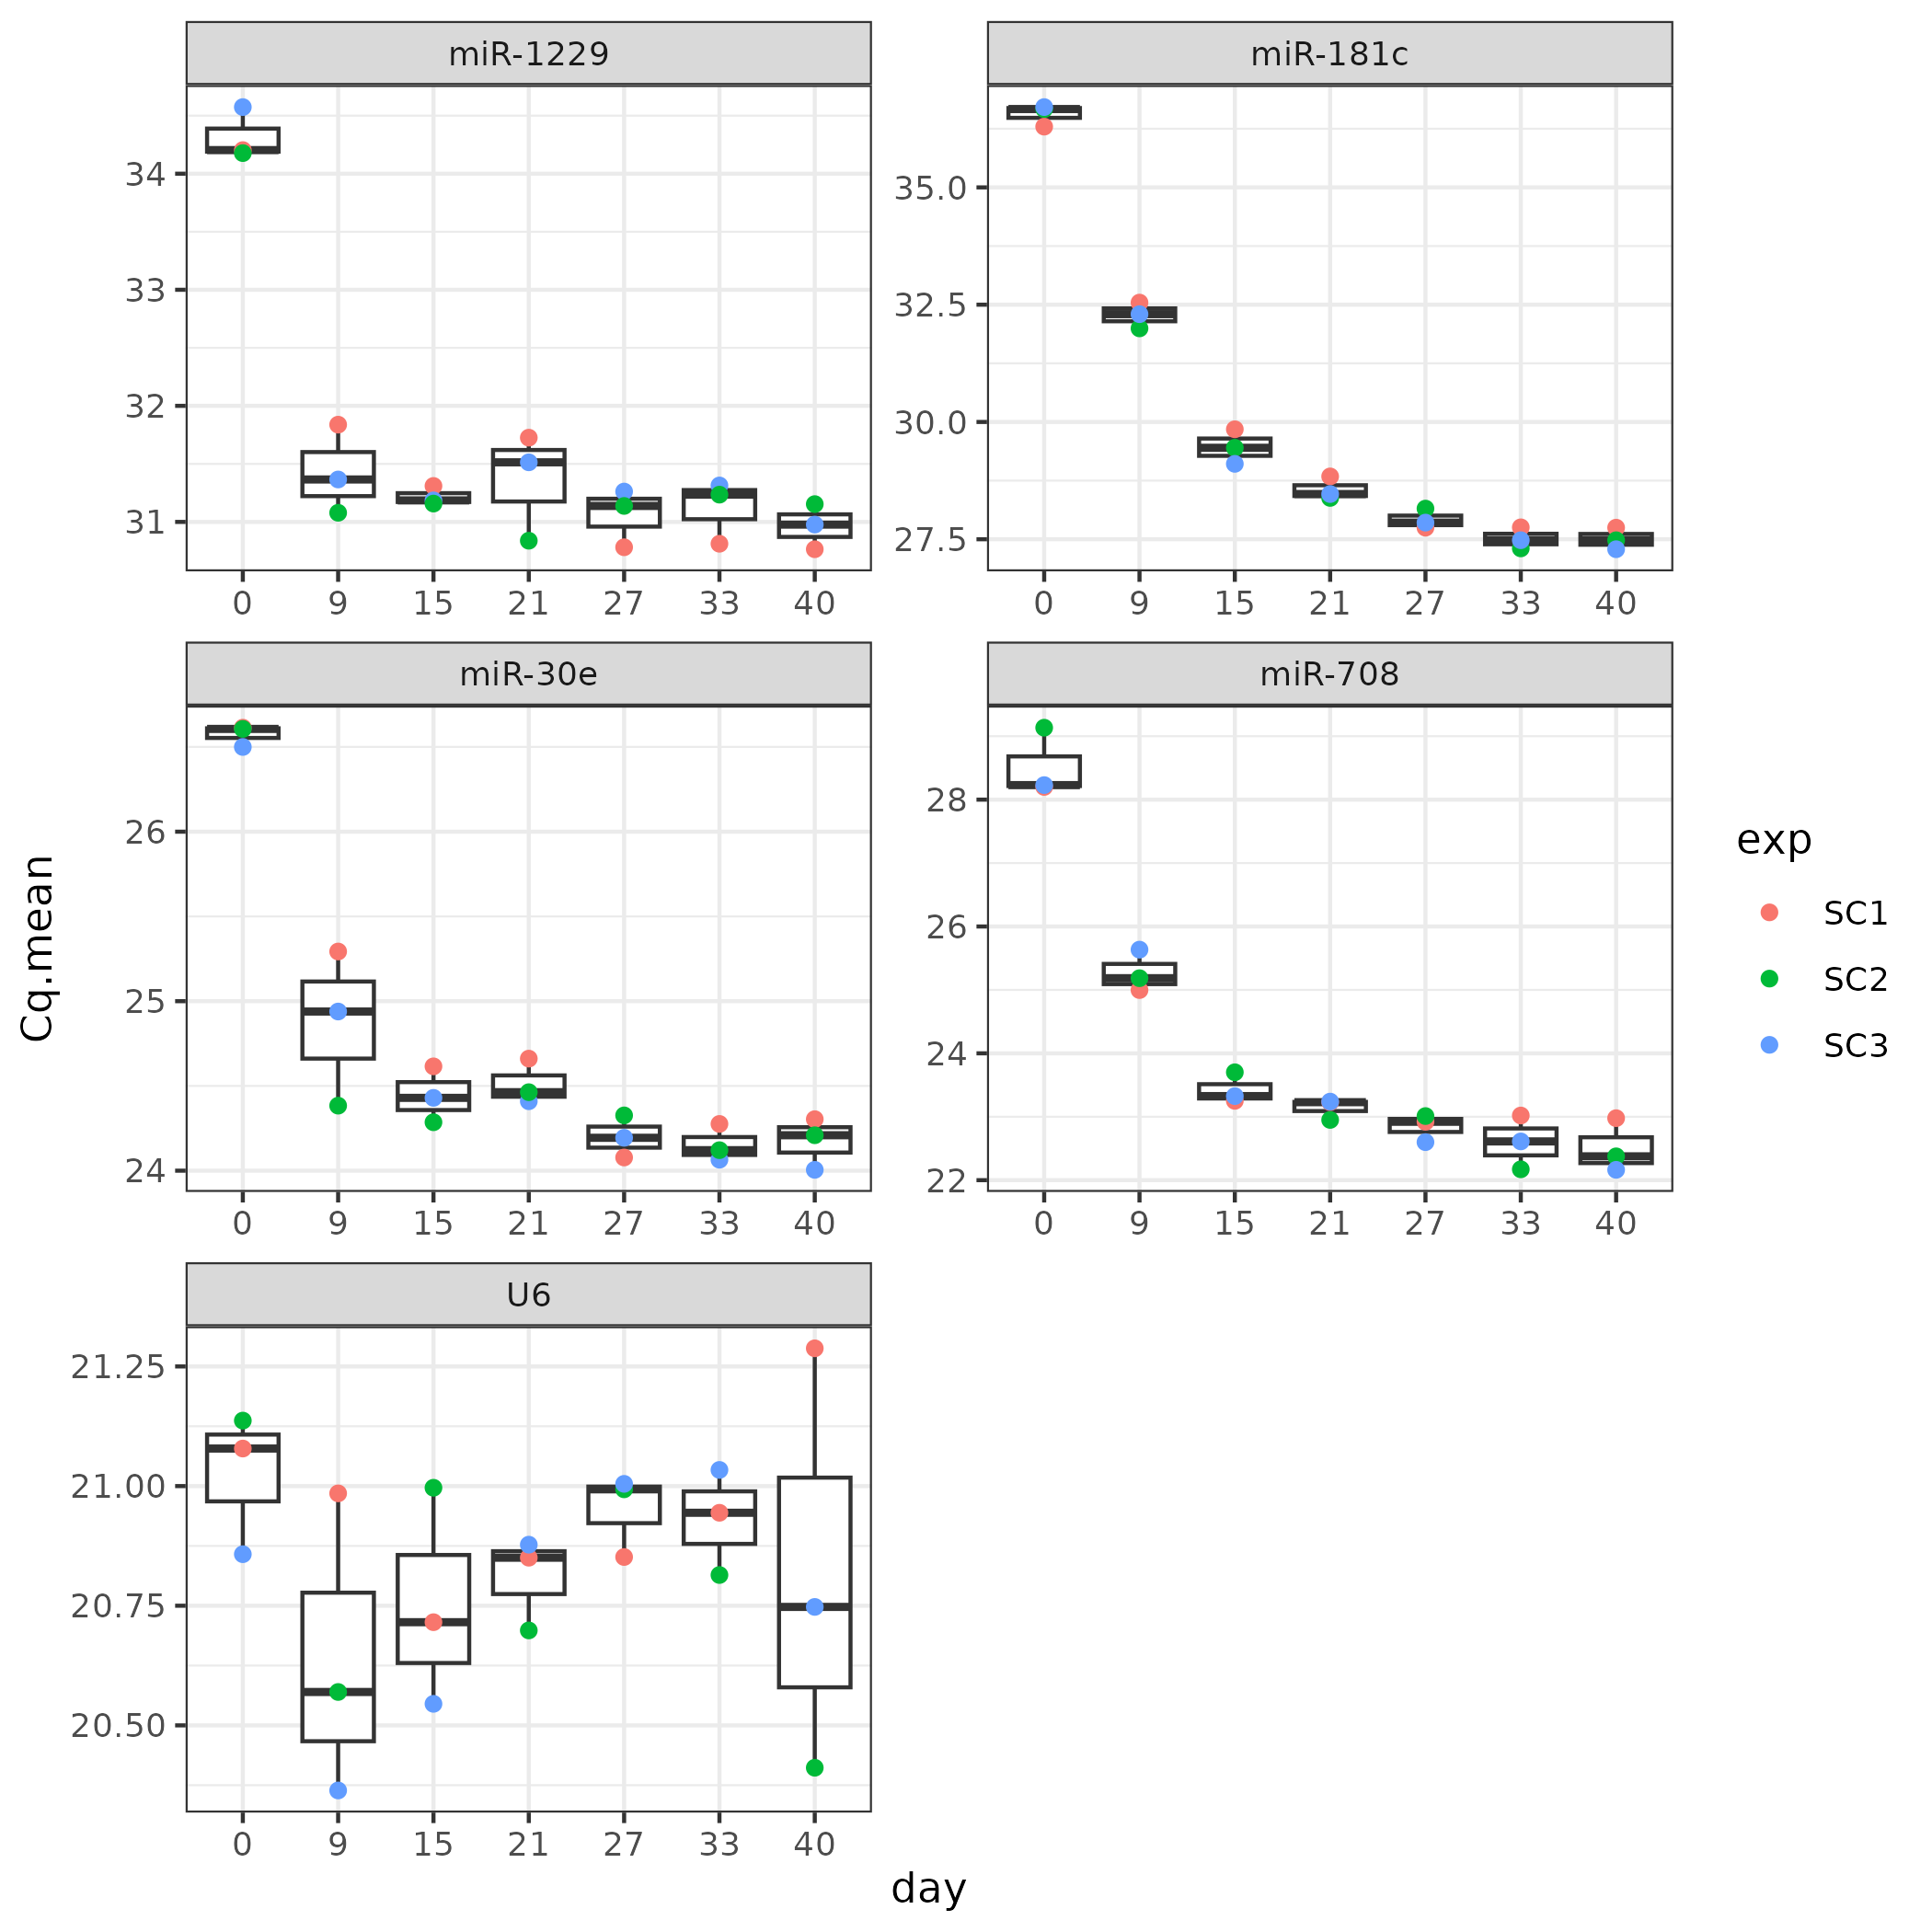 miR-1229
34
33
32
31
0 9 15 21 27 33 40
miR-181c
35.0
32.5
30.0
27.5
0 9 15 21 27 33 40
miR-30e
26
25
24
0 9 15 21 27 33 40
miR-708
28
26
24
22
0 9 15 21 27 33 40
U6
21.25
21.00
20.75
20.50
0 9 15 21 27 33 40
Cq.mean
day
exp
SC1
SC2
SC3